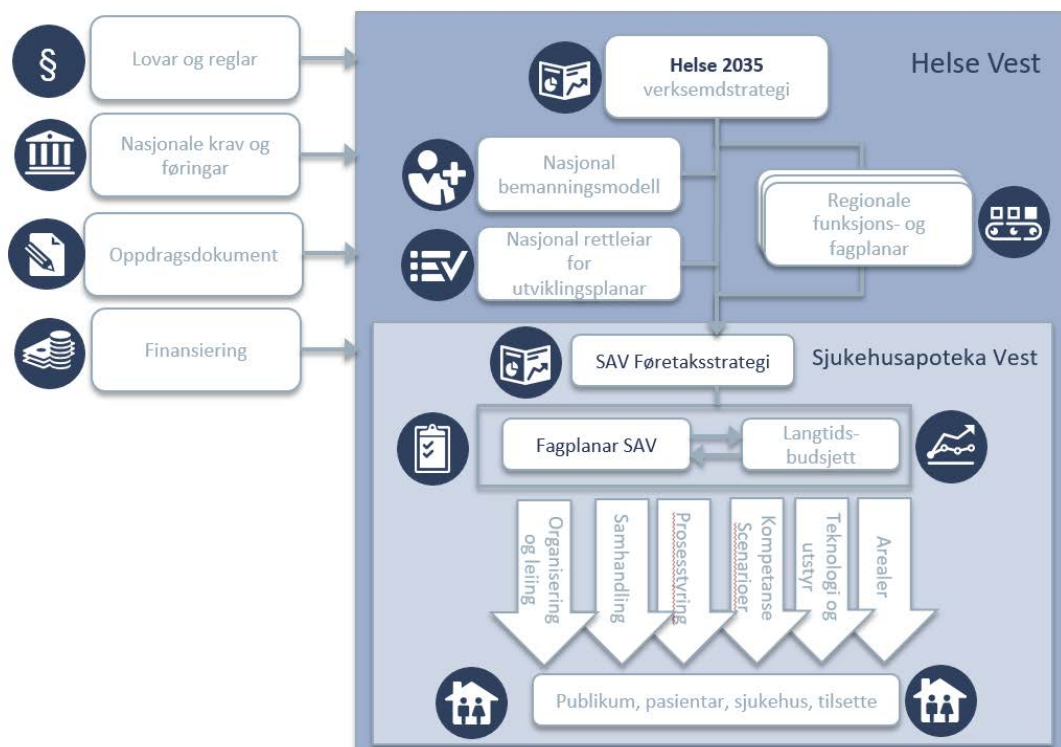 §
Lovar og reglar
Nasjonale krav og
føringar
Oppdragsdokument
Finansiering
Helse Vest
Helse 2035
verksemdstrategi
Nasjonal
bemanningsmodell
Regionale
funksjons- og
fagplanar
Nasjonal rettleiar
for
utviklingsplanar
Sjukehusapoteka Vest
SAV Føretaksstrategi
Fagplanar SAV
Langtids-
budsjett
Organisering
og leiing
Samhandling
Prosesstyring
Kompetanse
Scenarioer
Teknologi og
utstyr
Arealer
Publikum, pasientar, sjukehus, tilsette